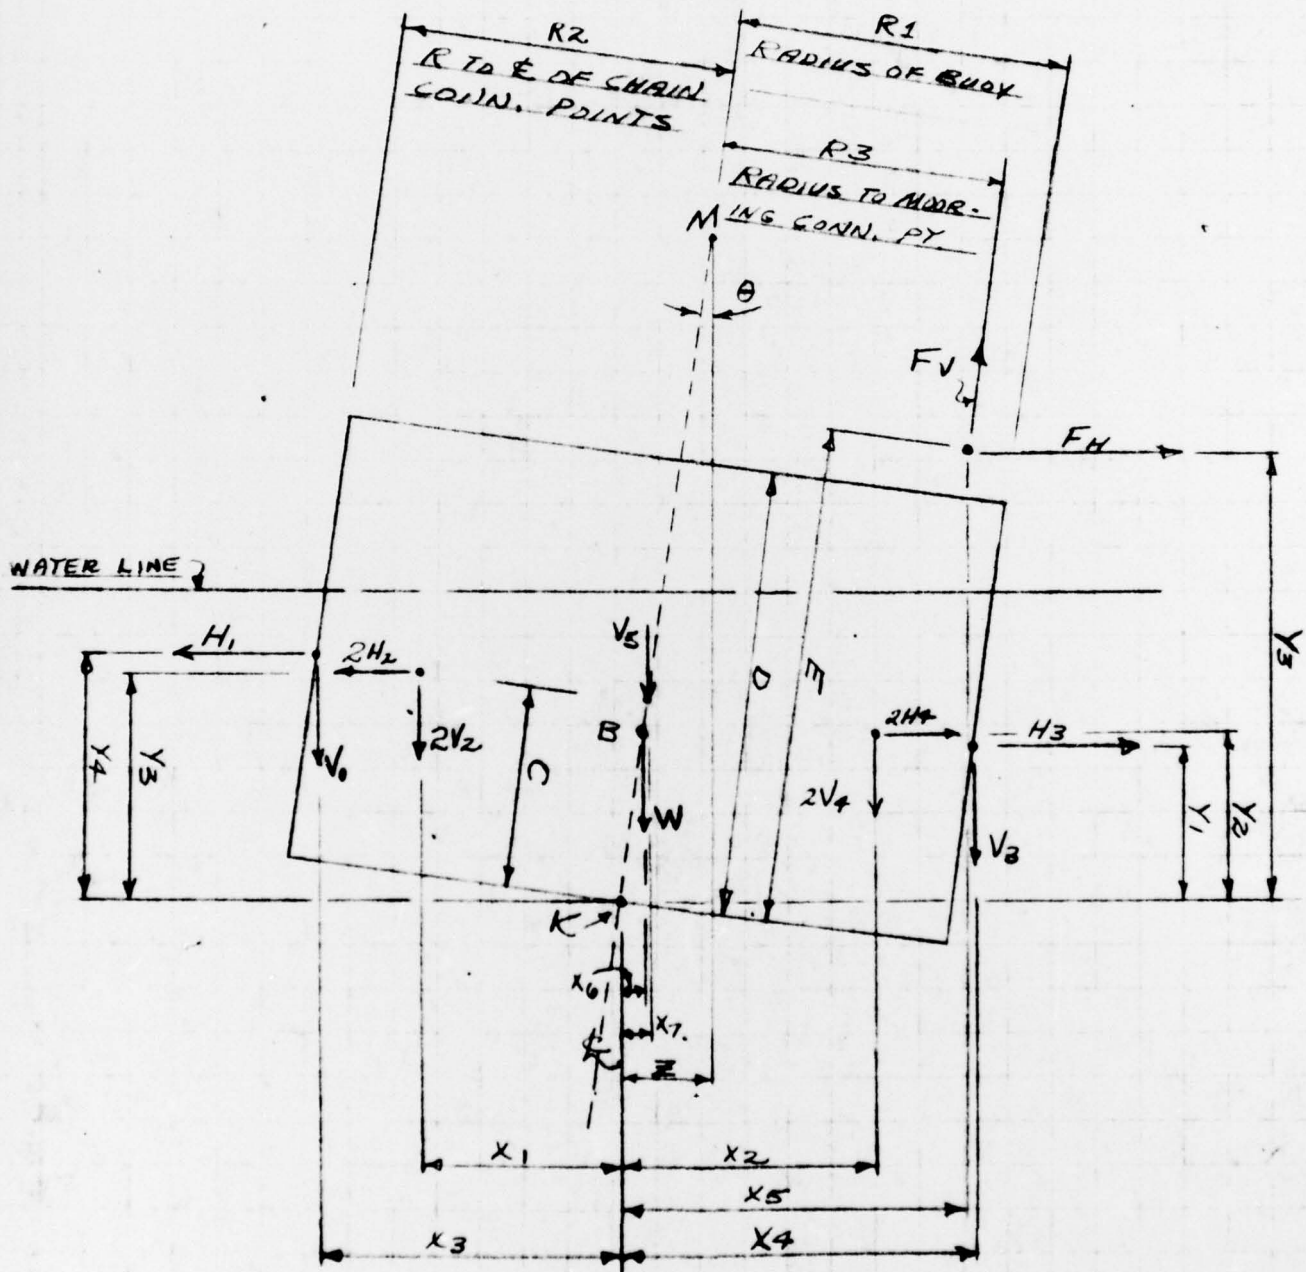 R2
R TO ℄ OF CHAIN
CONN. POINTS
R1
RADIUS OF BUOY
R3
RADIUS TO MOOR-
ING CONN. PT
M
θ
FV
FH
WATER LINE
H1
2H2
V5
D
E
Y3
B
2H4
H3
2V2
V1
C
W
2V4
V3
Y4
Y3
Y1
Y2
K
X6
X7
℄
Z
X1
X2
X5
X3
X4